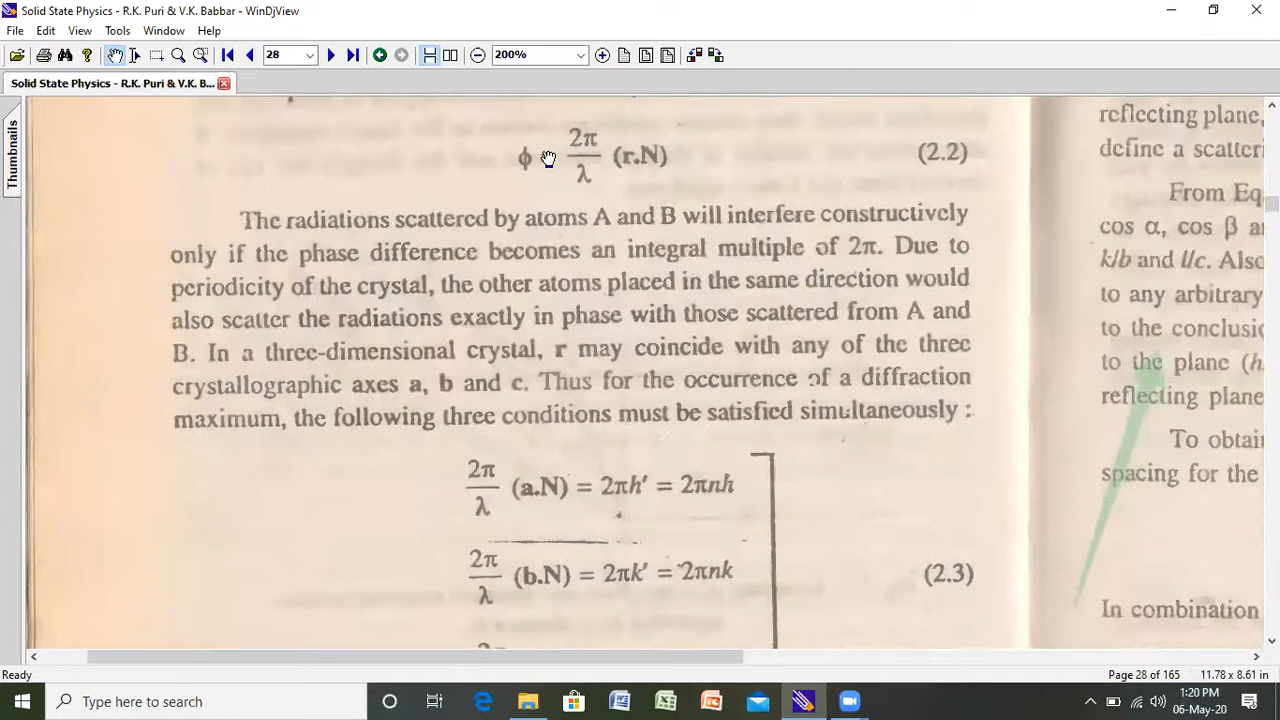 Solid State Physics - R.K. Puri & V.K. Babbar - WinDjView
File Edit View Tools Window Help
28
200%
Solid State Physics - R.K. Puri & V.K. B...
Thumbnails
ϕ 2π/λ (r.N) (2.2)
The radiations scattered by atoms A and B will interfere constructively
only if the phase difference becomes an integral multiple of 2π. Due to
periodicity of the crystal, the other atoms placed in the same direction would
also scatter the radiations exactly in phase with those scattered from A and
B. In a three-dimensional crystal, r may coincide with any of the three
crystallographic axes a, b and c. Thus for the occurrence of a diffraction
maximum, the following three conditions must be satisfied simultaneously :
2π/λ (a.N) = 2πh′ = 2πnh
2π/λ (b.N) = 2πk′ = 2πnk (2.3)
reflecting plane,
define a
From
cos α, cos β
k/b and l/c. Also
to any arbitrary
to the
to the plane
reflecting plane
To
spacing for the
In combination
Ready
Page 28 of 165
11.78 x 8.61 in
Type here to search
1:20 PM
06-May-20